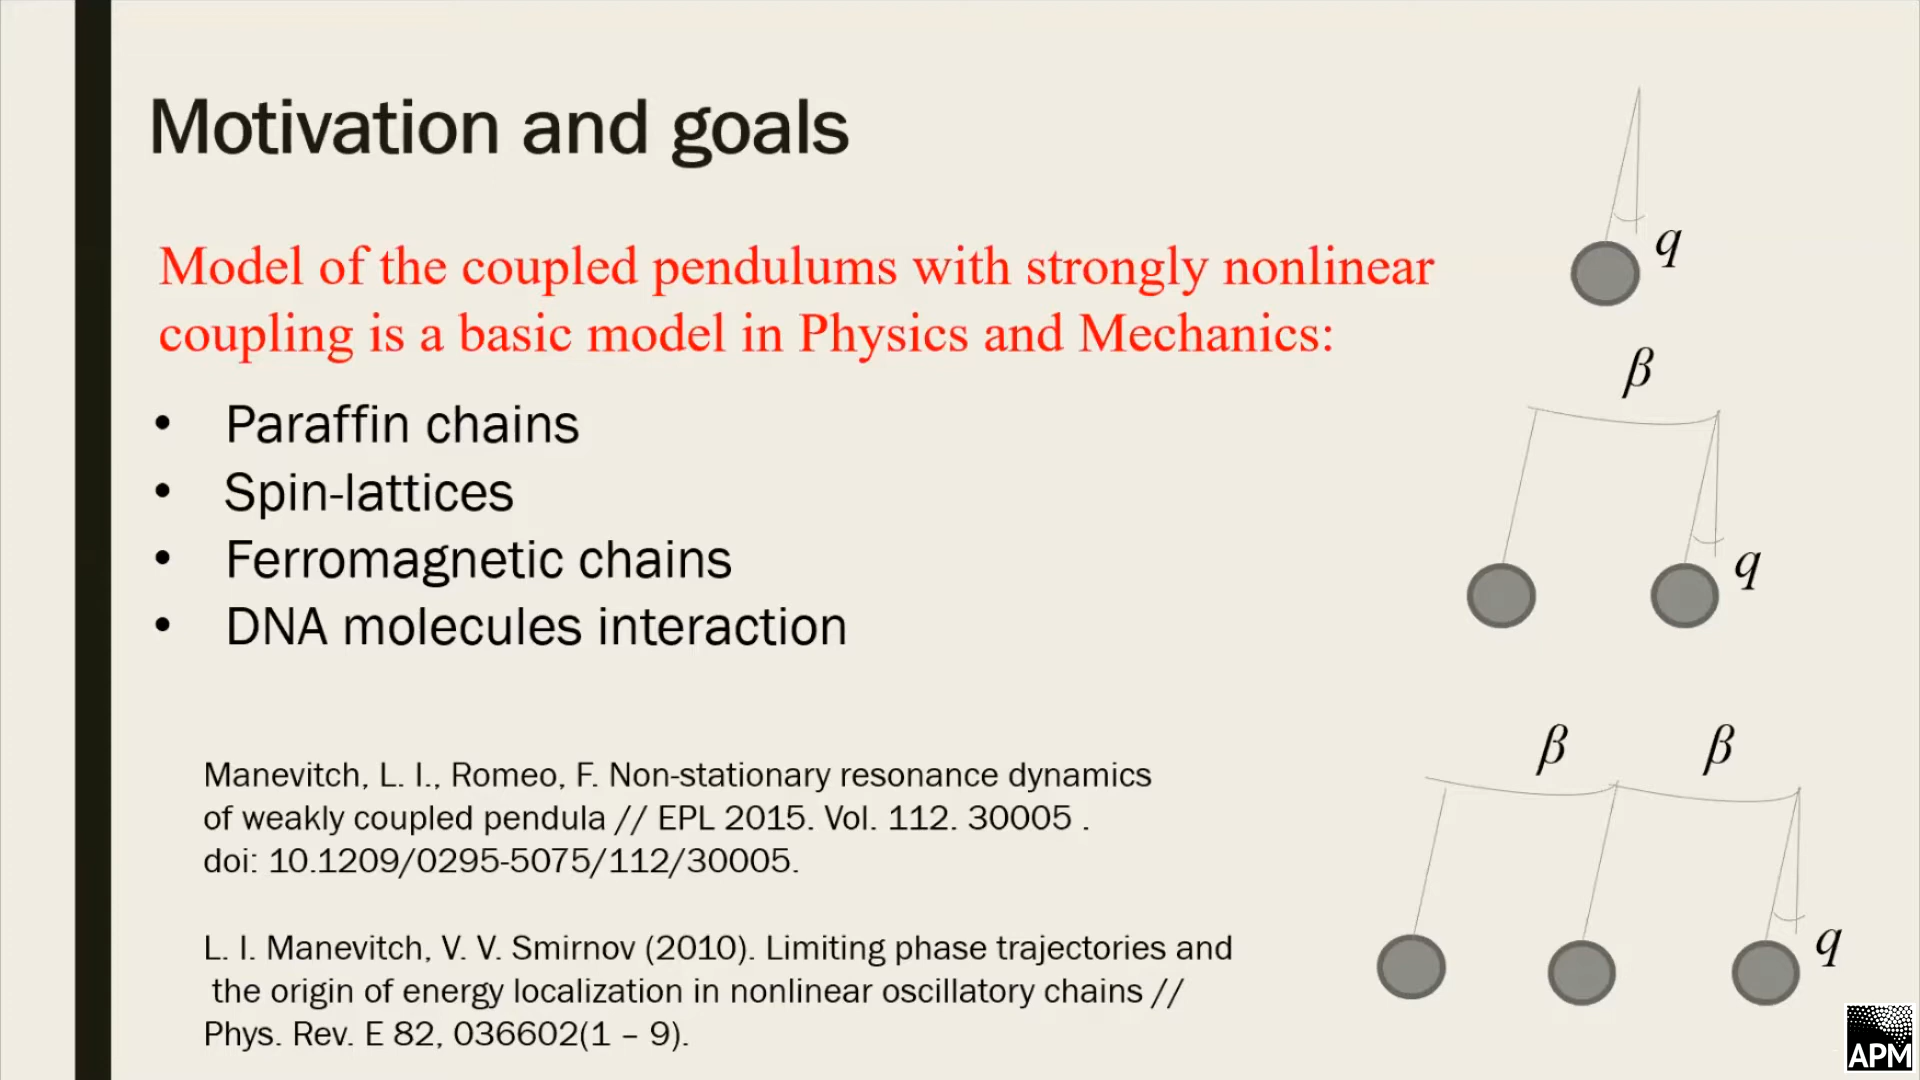 Motivation and goals
Model of the coupled pendulums with strongly nonlinear
coupling is a basic model in Physics and Mechanics:
• Paraffin chains
• Spin-lattices
• Ferromagnetic chains
• DNA molecules interaction
Manevitch, L. I., Romeo, F. Non-stationary resonance dynamics
of weakly coupled pendula // EPL 2015. Vol. 112. 30005 .
doi: 10.1209/0295-5075/112/30005.
L. I. Manevitch, V. V. Smirnov (2010). Limiting phase trajectories and
the origin of energy localization in nonlinear oscillatory chains //
Phys. Rev. E 82, 036602(1 – 9).
q
β
q
β β
q
APM